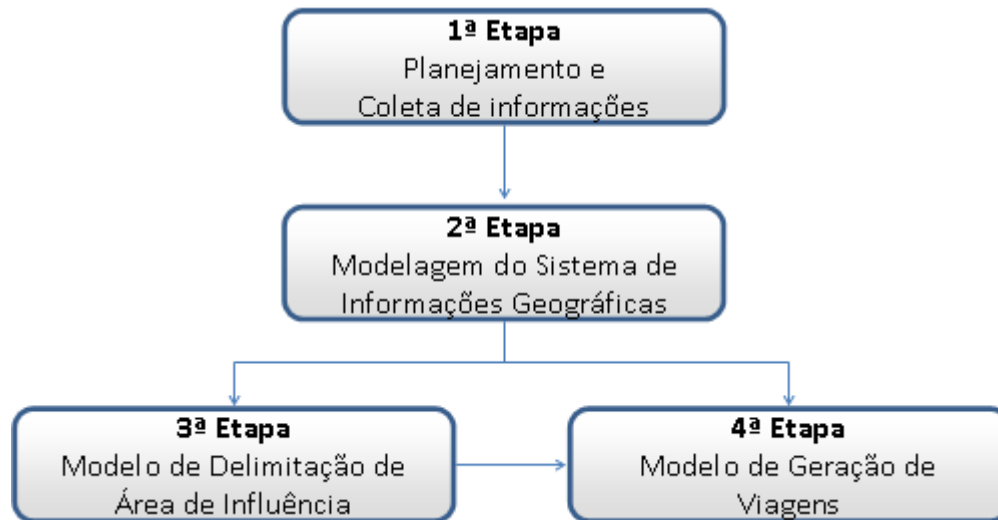 1ª Etapa
Planejamento e
Coleta de informações
2ª Etapa
Modelagem do Sistema de
Informações Geográficas
3ª Etapa
Modelo de Delimitação de
Área de Influência
4ª Etapa
Modelo de Geração de
Viagens